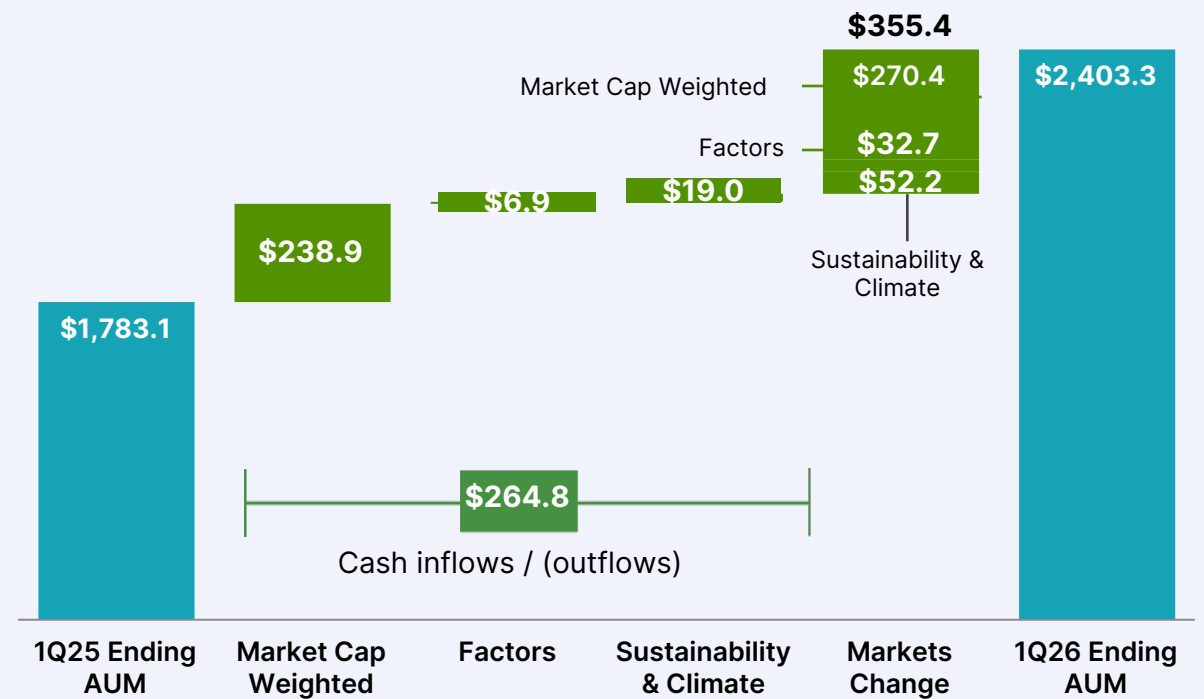 $355.4
Market Cap Weighted
$270.4
$2,403.3
Factors
$32.7
$52.2
$19.0
$6.9
$238.9
Sustainability &
Climate
$1,783.1
$264.8
Cash inflows / (outflows)
1Q25 Ending
AUM
Market Cap
Weighted
Factors
Sustainability
& Climate
Markets
Change
1Q26 Ending
AUM